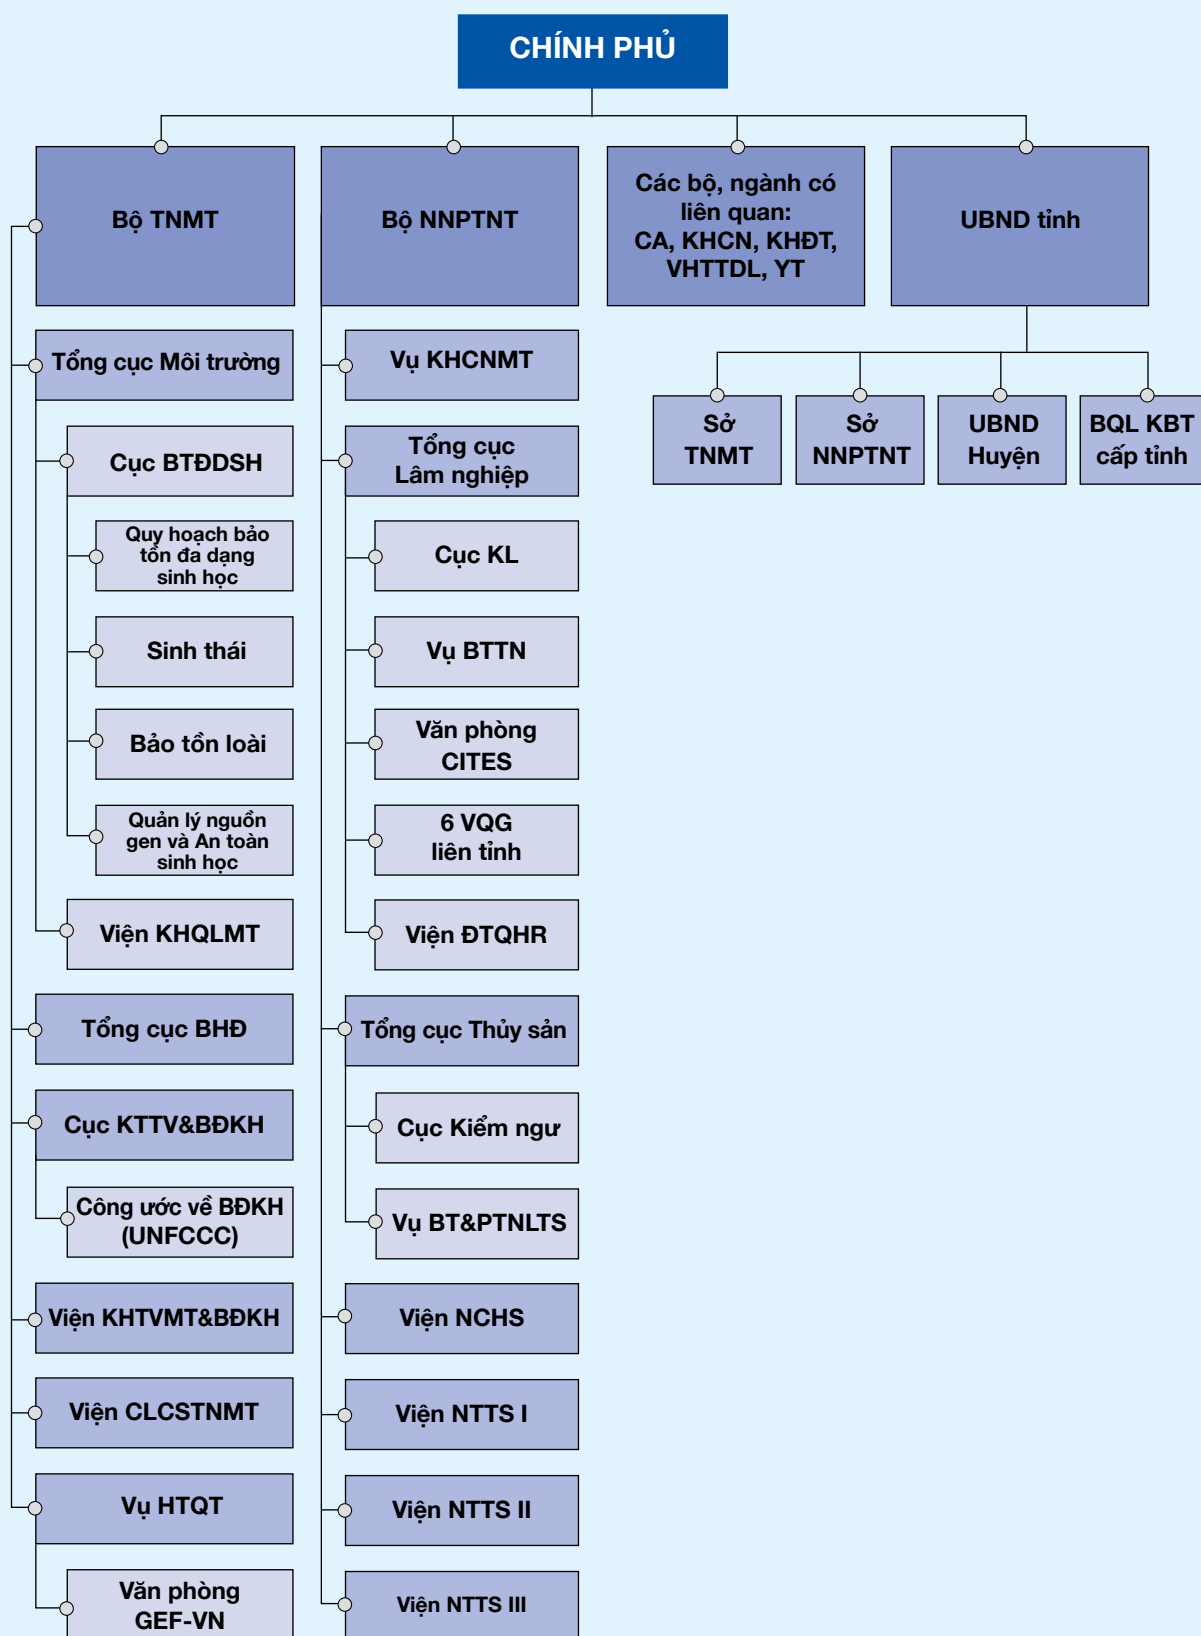 CHÍNH PHỦ
Bộ TNMT
Bộ NNPTNT
Các bộ, ngành có
liên quan:
CA, KHCN, KHĐT,
VHTTDL, YT
UBND tỉnh
Tổng cục Môi trường
Cục BTĐDSH
Quy hoạch bảo
tồn đa dạng
sinh học
Sinh thái
Bảo tồn loài
Quản lý nguồn
gen và An toàn
sinh học
Viện KHQLMT
Tổng cục BHĐ
Cục KTTV&BĐKH
Công ước về BĐKH
(UNFCCC)
Viện KHTVMT&BĐKH
Viện CLCSTNMT
Vụ HTQT
Văn phòng
GEF-VN
Vụ KHCNMT
Tổng cục
Lâm nghiệp
Cục KL
Vụ BTTN
Văn phòng
CITES
6 VQG
liên tỉnh
Viện ĐTQHR
Tổng cục Thủy sản
Cục Kiểm ngư
Vụ BT&PTNLTS
Viện NCHS
Viện NTTS I
Viện NTTS II
Viện NTTS III
Sở
TNMT
Sở
NNPTNT
UBND
Huyện
BQL KBT
cấp tỉnh